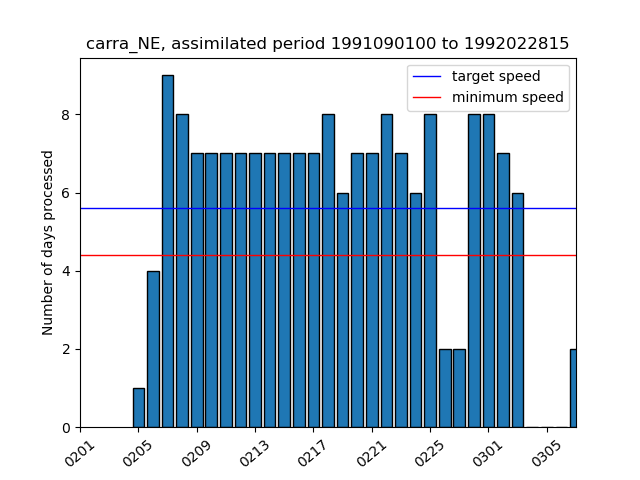 carra_NE, assimilated period 1991090100 to 1992022815
target speed
minimum speed
Number of days processed
8
6
4
2
0
0201 0205 0209 0213 0217 0221 0225 0301 0305